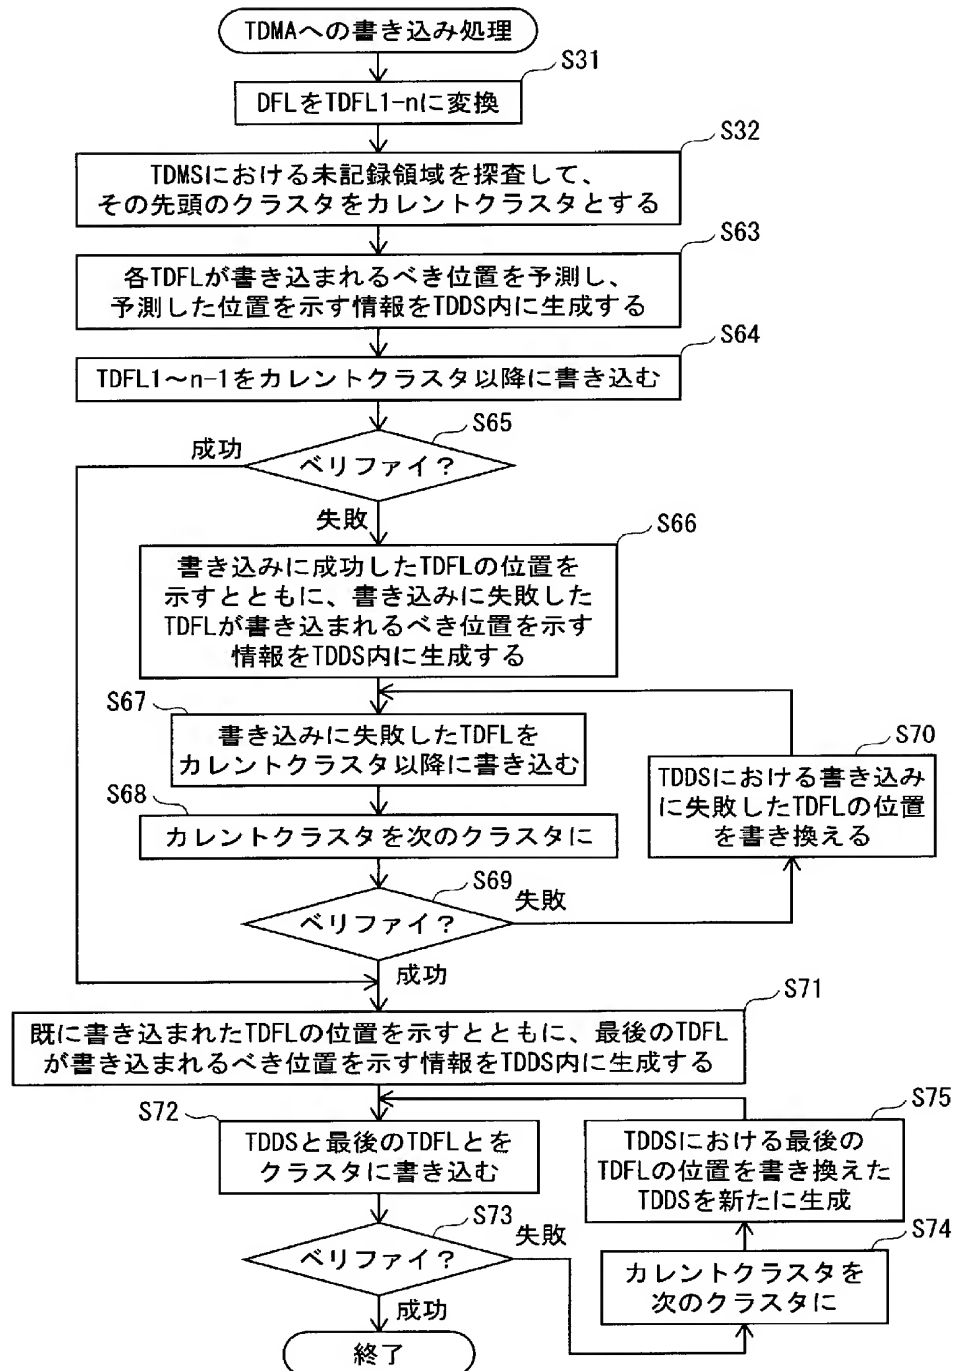 TDMAへの書き込み処理
S31
DFLをTDFL1-nに変換
S32
TDMSにおける未記録領域を探査して、
その先頭のクラスタをカレントクラスタとする
S63
各TDFLが書き込まれるべき位置を予測し、
予測した位置を示す情報をTDDS内に生成する
S64
TDFL1～n-1をカレントクラスタ以降に書き込む
S65
成功
ベリファイ?
失敗
S66
書き込みに成功したTDFLの位置を
示すとともに、書き込みに失敗した
TDFLが書き込まれるべき位置を示す
情報をTDDS内に生成する
S67
書き込みに失敗したTDFLを
カレントクラスタ以降に書き込む
S70
TDDSにおける書き込み
に失敗したTDFLの位置
を書き換える
S68
カレントクラスタを次のクラスタに
S69
失敗
ベリファイ?
成功
S71
既に書き込まれたTDFLの位置を示すとともに、最後のTDFL
が書き込まれるべき位置を示す情報をTDDS内に生成する
S72
TDDSと最後のTDFLとを
クラスタに書き込む
S75
TDDSにおける最後の
TDFLの位置を書き換えた
TDDSを新たに生成
S73
失敗
ベリファイ?
S74
カレントクラスタを
次のクラスタに
成功
終了